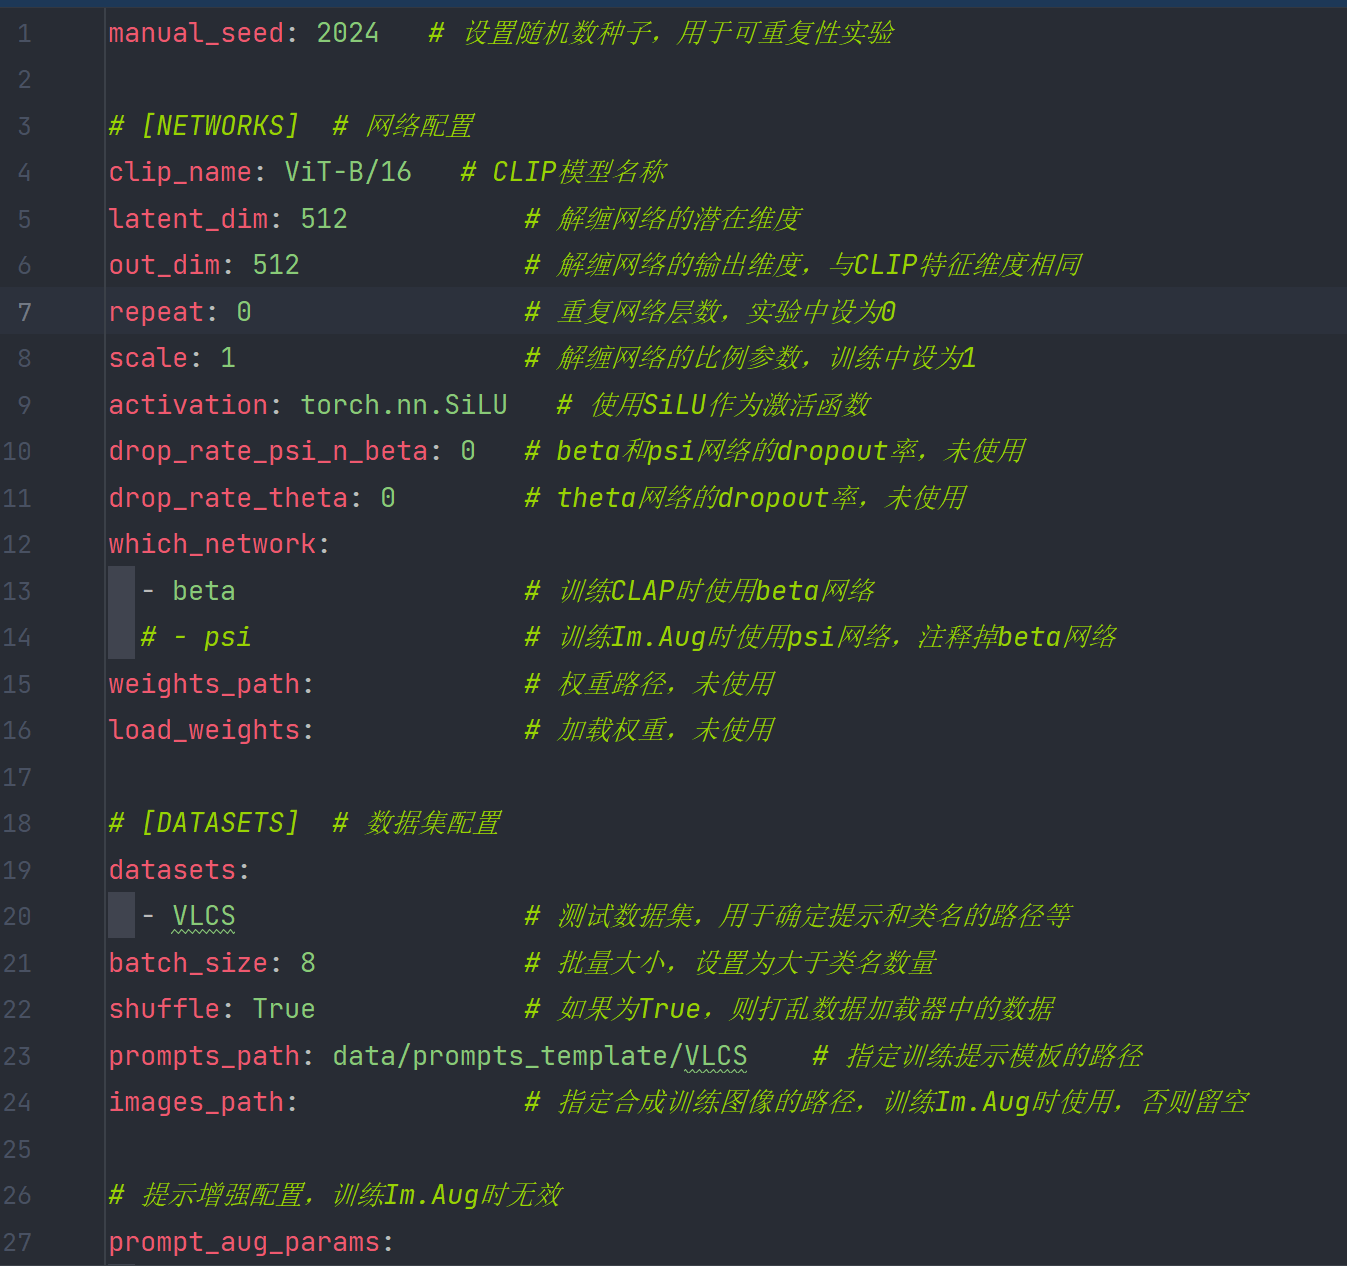 1 manual_seed: 2024 # 设置随机数种子，用于可重复性实验
2
3 # [NETWORKS] # 网络配置
4 clip_name: ViT-B/16 # CLIP模型名称
5 latent_dim: 512 # 解缠网络的潜在维度
6 out_dim: 512 # 解缠网络的输出维度，与CLIP特征维度相同
7 repeat: 0 # 重复网络层数，实验中设为0
8 scale: 1 # 解缠网络的比例参数，训练中设为1
9 activation: torch.nn.SiLU # 使用SiLU作为激活函数
10 drop_rate_psi_n_beta: 0 # beta和psi网络的dropout率，未使用
11 drop_rate_theta: 0 # theta网络的dropout率，未使用
12 which_network:
13 - beta # 训练CLAP时使用beta网络
14 # - psi # 训练Im.Aug时使用psi网络，注释掉beta网络
15 weights_path: # 权重路径，未使用
16 load_weights: # 加载权重，未使用
17
18 # [DATASETS] # 数据集配置
19 datasets:
20 - VLCS # 测试数据集，用于确定提示和类名的路径等
21 batch_size: 8 # 批量大小，设置为大于类名数量
22 shuffle: True # 如果为True，则打乱数据加载器中的数据
23 prompts_path: data/prompts_template/VLCS # 指定训练提示模板的路径
24 images_path: # 指定合成训练图像的路径，训练Im.Aug时使用，否则留空
25
26 # 提示增强配置，训练Im.Aug时无效
27 prompt_aug_params: